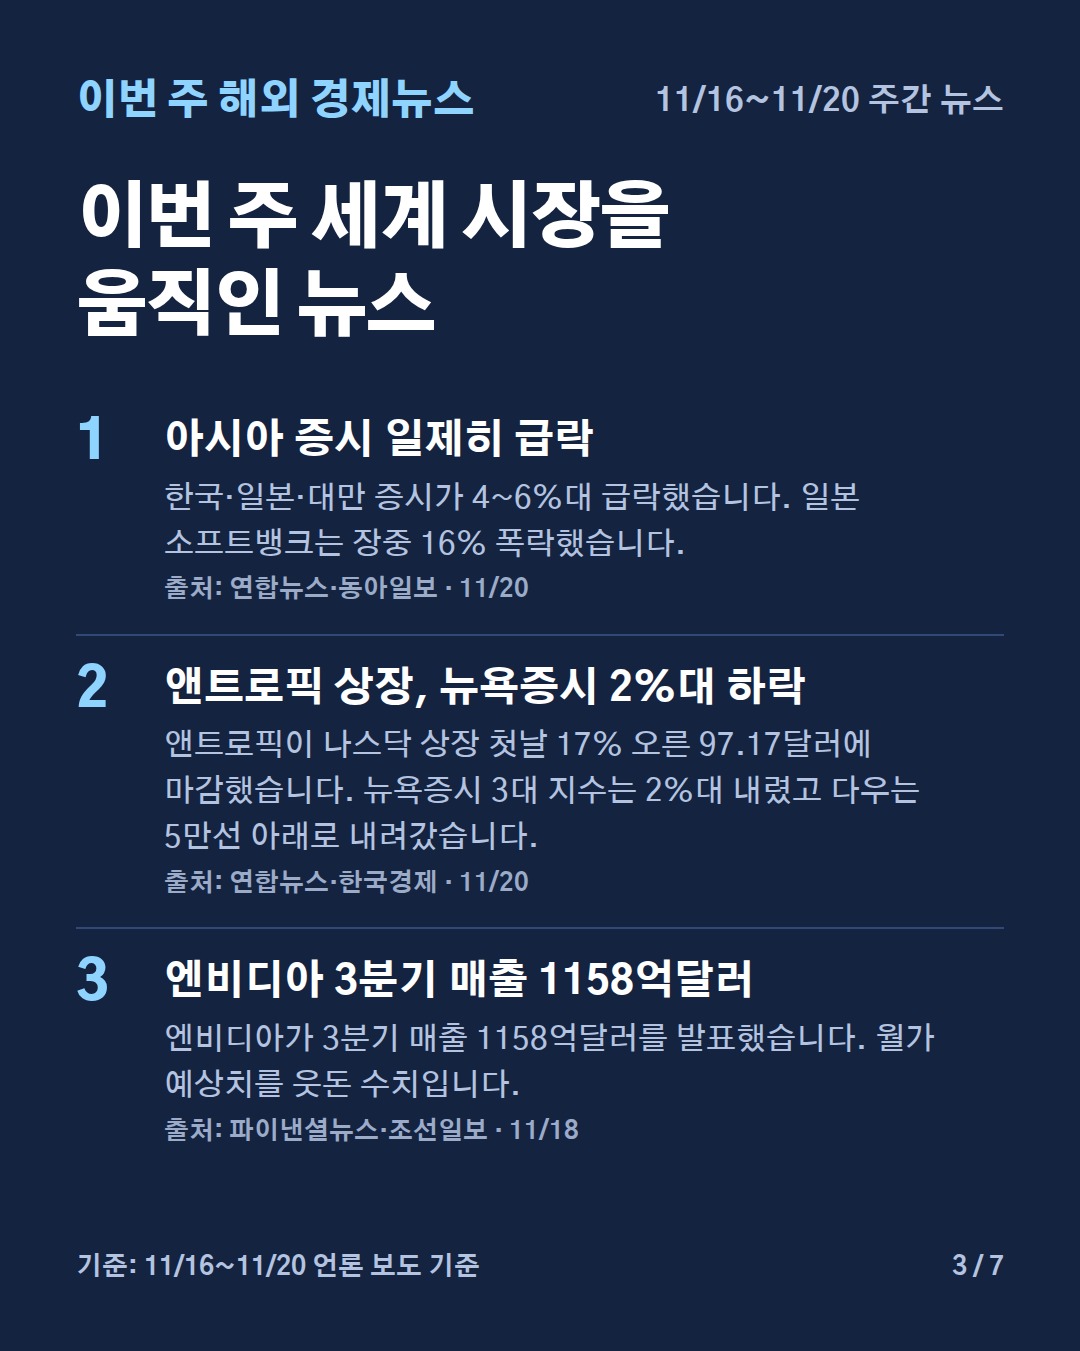 이번 주 해외 경제뉴스
11/16~11/20 주간 뉴스
이번 주 세계 시장을
움직인 뉴스
1
아시아 증시 일제히 급락
한국·일본·대만 증시가 4~6%대 급락했습니다. 일본
소프트뱅크는 장중 16% 폭락했습니다.
출처: 연합뉴스·동아일보 · 11/20
2
앤트로픽 상장, 뉴욕증시 2%대 하락
앤트로픽이 나스닥 상장 첫날 17% 오른 97.17달러에
마감했습니다. 뉴욕증시 3대 지수는 2%대 내렸고 다우는
5만선 아래로 내려갔습니다.
출처: 연합뉴스·한국경제 · 11/20
3
엔비디아 3분기 매출 1158억달러
엔비디아가 3분기 매출 1158억달러를 발표했습니다. 월가
예상치를 웃돈 수치입니다.
출처: 파이낸셜뉴스·조선일보 · 11/18
기준: 11/16~11/20 언론 보도 기준
3 / 7